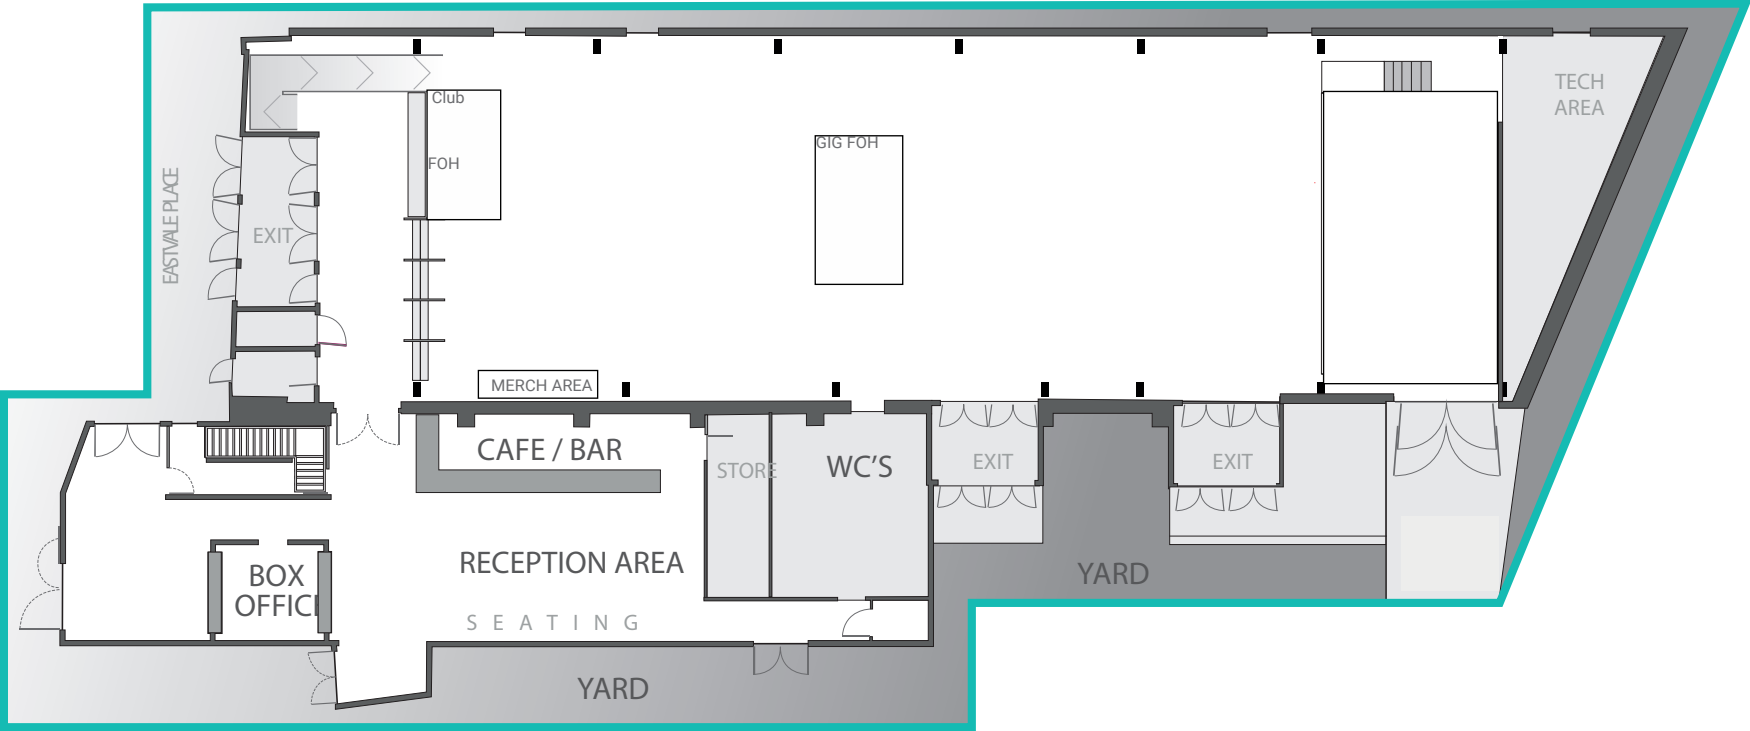 TECH
AREA
Club
FOH
GIG FOH
EASTVALE PLACE
EXIT
MERCH AREA
CAFE / BAR
STORE
WC'S
EXIT
EXIT
RECEPTION AREA
BOX
OFFICE
SEATING
YARD
YARD